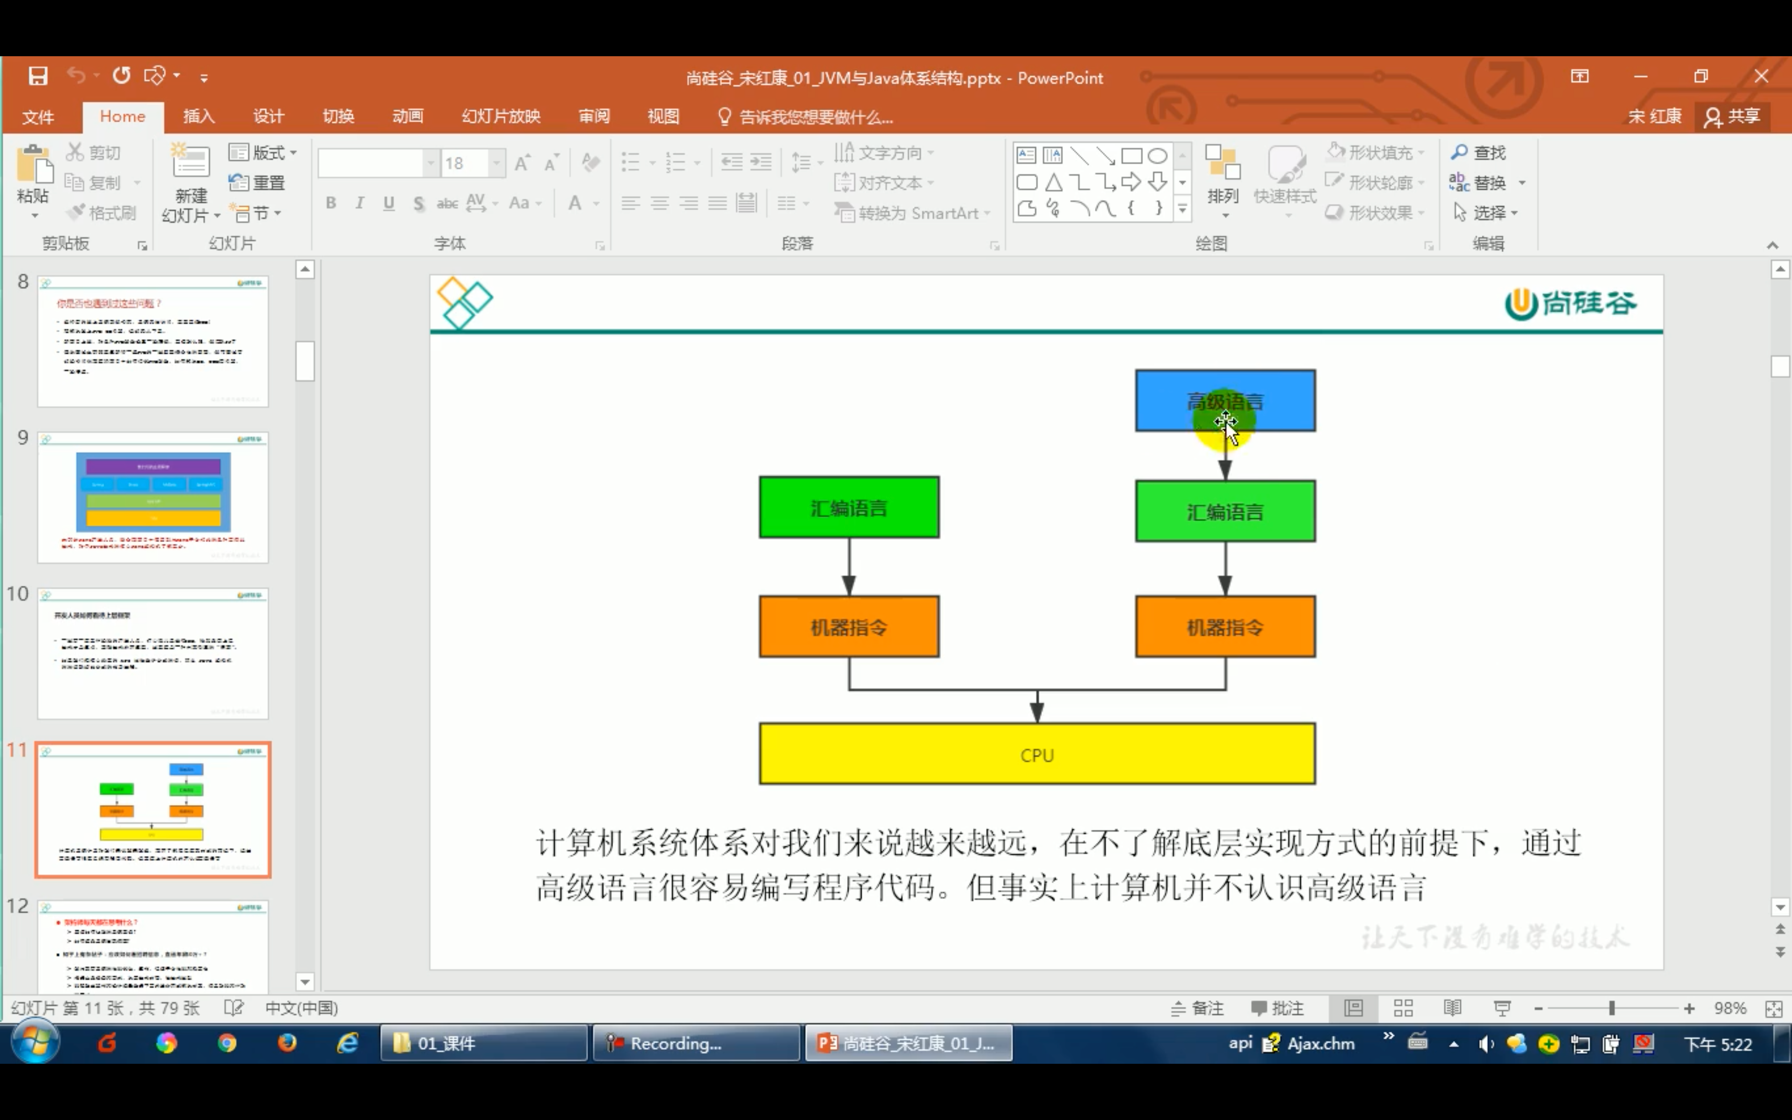 尚硅谷_宋红康_01_JVM与Java体系结构.pptx - PowerPoint
文件 Home 插入 设计 切换 动画 幻灯片放映 审阅 视图 告诉我您想要做什么... 宋 红康 共享
粘贴 剪切 复制 格式刷 剪贴板
新建 幻灯片 版式 重置 节 幻灯片
18 B I U S abc AV Aa A 字体
文字方向 对齐文本 转换为 SmartArt 段落
排列 快速样式 形状填充 形状轮廓 形状效果 绘图
查找 替换 选择 编辑
8
你是否也遇到过这些问题？
9
10
11
12
尚硅谷
高级语言
汇编语言 汇编语言
机器指令 机器指令
CPU
计算机系统体系对我们来说越来越远，在不了解底层实现方式的前提下，通过
高级语言很容易编写程序代码。但事实上计算机并不认识高级语言
让天下没有难学的技术
幻灯片 第 11 张，共 79 张 中文(中国) 备注 批注 98%
01_课件 Recording... 尚硅谷_宋红康_01_J... api Ajax.chm 下午 5:22